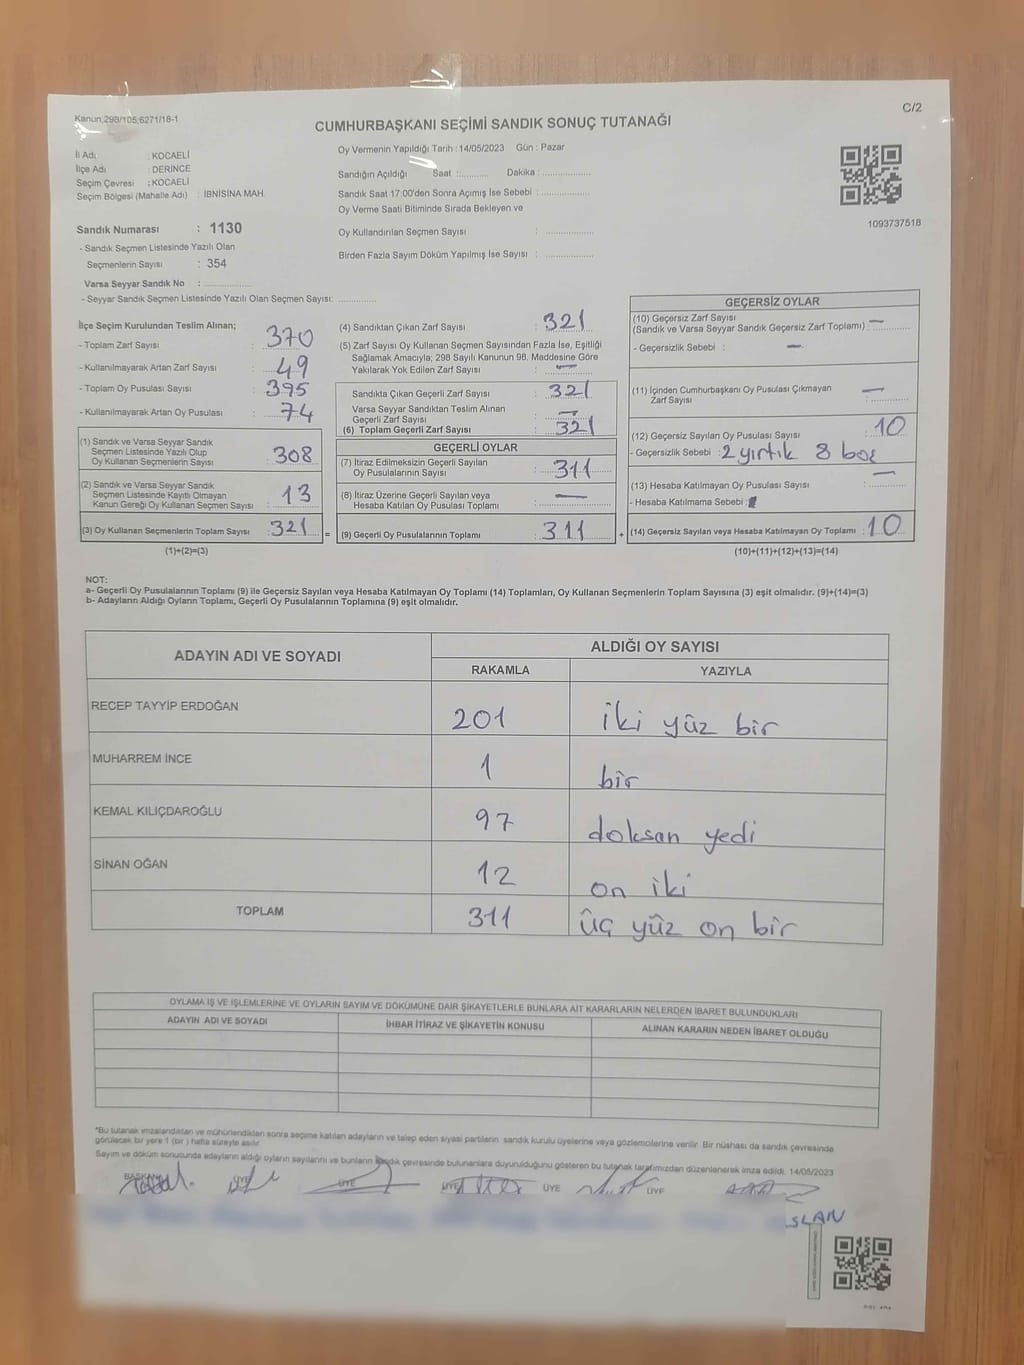 Kanun;298/105;6271/18-1
C/2
CUMHURBAŞKANI SEÇİMİ SANDIK SONUÇ TUTANAĞI
İl Adı : KOCAELİ
İlçe Adı : DERİNCE
Seçim Çevresi : KOCAELİ
Seçim Bölgesi (Mahalle Adı) : İBNİSİNA MAH.
Oy Vermenin Yapıldığı Tarih : 14/05/2023 Gün : Pazar
Sandığın Açıldığı Saat :.......... Dakika :...............
Sandık Saat 17:00'den Sonra Açımış İse Sebebi :...............
Oy Verme Saati Bitiminde Sırada Bekleyen ve
Oy Kullandırılan Seçmen Sayısı : ...............
Birden Fazla Sayım Döküm Yapılmış İse Sayısı : ...............
1093737518
Sandık Numarası : 1130
- Sandık Seçmen Listesinde Yazılı Olan
Seçmenlerin Sayısı : 354
Varsa Seyyar Sandık No : ...............
- Seyyar Sandık Seçmen Listesinde Yazılı Olan Seçmen Sayısı: ............
İlçe Seçim Kurulundan Teslim Alınan;
- Toplam Zarf Sayısı : 370
- Kullanılmayarak Artan Zarf Sayısı : 49
- Toplam Oy Pusulası Sayısı : 395
- Kullanılmayarak Artan Oy Pusulası : 74
(1) Sandık ve Varsa Seyyar Sandık
Seçmen Listesinde Yazılı Olup
Oy Kullanan Seçmenlerin Sayısı : 308
(2) Sandık ve Varsa Seyyar Sandık
Seçmen Listesinde Kayıtlı Olmayan
Kanun Gereği Oy Kullanan Seçmen Sayısı : 13
(3) Oy Kullanan Seçmenlerin Toplam Sayısı : 321 =
(1)+(2)=(3)
(4) Sandıktan Çıkan Zarf Sayısı : 321
(5) Zarf Sayısı Oy Kullanan Seçmen Sayısından Fazla İse, Eşitliği
Sağlamak Amacıyla; 298 Sayılı Kanunun 98. Maddesine Göre
Yakılarak Yok Edilen Zarf Sayısı : —
Sandıkta Çıkan Geçerli Zarf Sayısı : 321
Varsa Seyyar Sandıktan Teslim Alınan
Geçerli Zarf Sayısı : —
(6) Toplam Geçerli Zarf Sayısı : 321
GEÇERLİ OYLAR
(7) İtiraz Edilmeksizin Geçerli Sayılan
Oy Pusulasının Sayısı : 311
(8) İtiraz Üzerine Geçerli Sayılan veya
Hesaba Katılan Oy Pusulası Toplamı : —
(9) Geçerli Oy Pusulalarının Toplamı : 311 +
GEÇERSİZ OYLAR
(10) Geçersiz Zarf Sayısı —
(Sandık ve Varsa Seyyar Sandık Geçersiz Zarf Toplamı) :............
- Geçersizlik Sebebi : —
(11) İçinden Cumhurbaşkanı Oy Pusulası Çıkmayan
Zarf Sayısı : —
(12) Geçersiz Sayılan Oy Pusulası Sayısı : 10
- Geçersizlik Sebebi : 2 yırtık 8 boş
(13) Hesaba Katılmayan Oy Pusulası Sayısı : —
- Hesaba Katılmama Sebebi :
(14) Geçersiz Sayılan veya Hesaba Katılmayan Oy Toplamı : 10
(10)+(11)+(12)+(13)=(14)
NOT:
a- Geçerli Oy Pusulalarının Toplamı (9) ile Geçersiz Sayılan veya Hesaba Katılmayan Oy Toplamı (14) Toplamları, Oy Kullanan Seçmenlerin Toplam Sayısına (3) eşit olmalıdır. (9)+(14)=(3)
b- Adayların Aldığı Oyların Toplamı, Geçerli Oy Pusulalarının Toplamına (9) eşit olmalıdır.
ADAYIN ADI VE SOYADI
ALDIĞI OY SAYISI
RAKAMLA YAZIYLA
RECEP TAYYİP ERDOĞAN 201 iki yüz bir
MUHARREM İNCE 1 bir
KEMAL KILIÇDAROĞLU 97 doksan yedi
SİNAN OĞAN 12 on iki
TOPLAM 311 üç yüz on bir
OYLAMA İŞ VE İŞLEMLERİNE VE OYLARIN SAYIM VE DÖKÜMÜNE DAİR ŞİKAYETLERLE BUNLARA AİT KARARLARIN NELERDEN İBARET BULUNDUKLARI
ADAYIN ADI VE SOYADI İHBAR İTİRAZ VE ŞİKAYETİN KONUSU ALINAN KARARIN NEDEN İBARET OLDUĞU
*Bu tutanak imzalandıktan ve mühürlendikten sonra seçime katılan adayların ve talep eden siyasi partilerin sandık kurulu üyelerine veya gözlemcilerine verilir. Bir nüshası da sandık çevresinde
görülecek bir yere 1 (bir) hafta süreyle asılır.
Sayım ve döküm sonucunda adayların aldığı oyların sayılarını ve bunların sandık çevresinde bulunanlara duyurulduğunu gösteren bu tutanak tarafımızdan düzenlenerek imza edildi. 14/05/2023
BAŞKAN ÜYE ÜYE ÜYE ÜYE ÜYE
SLAN